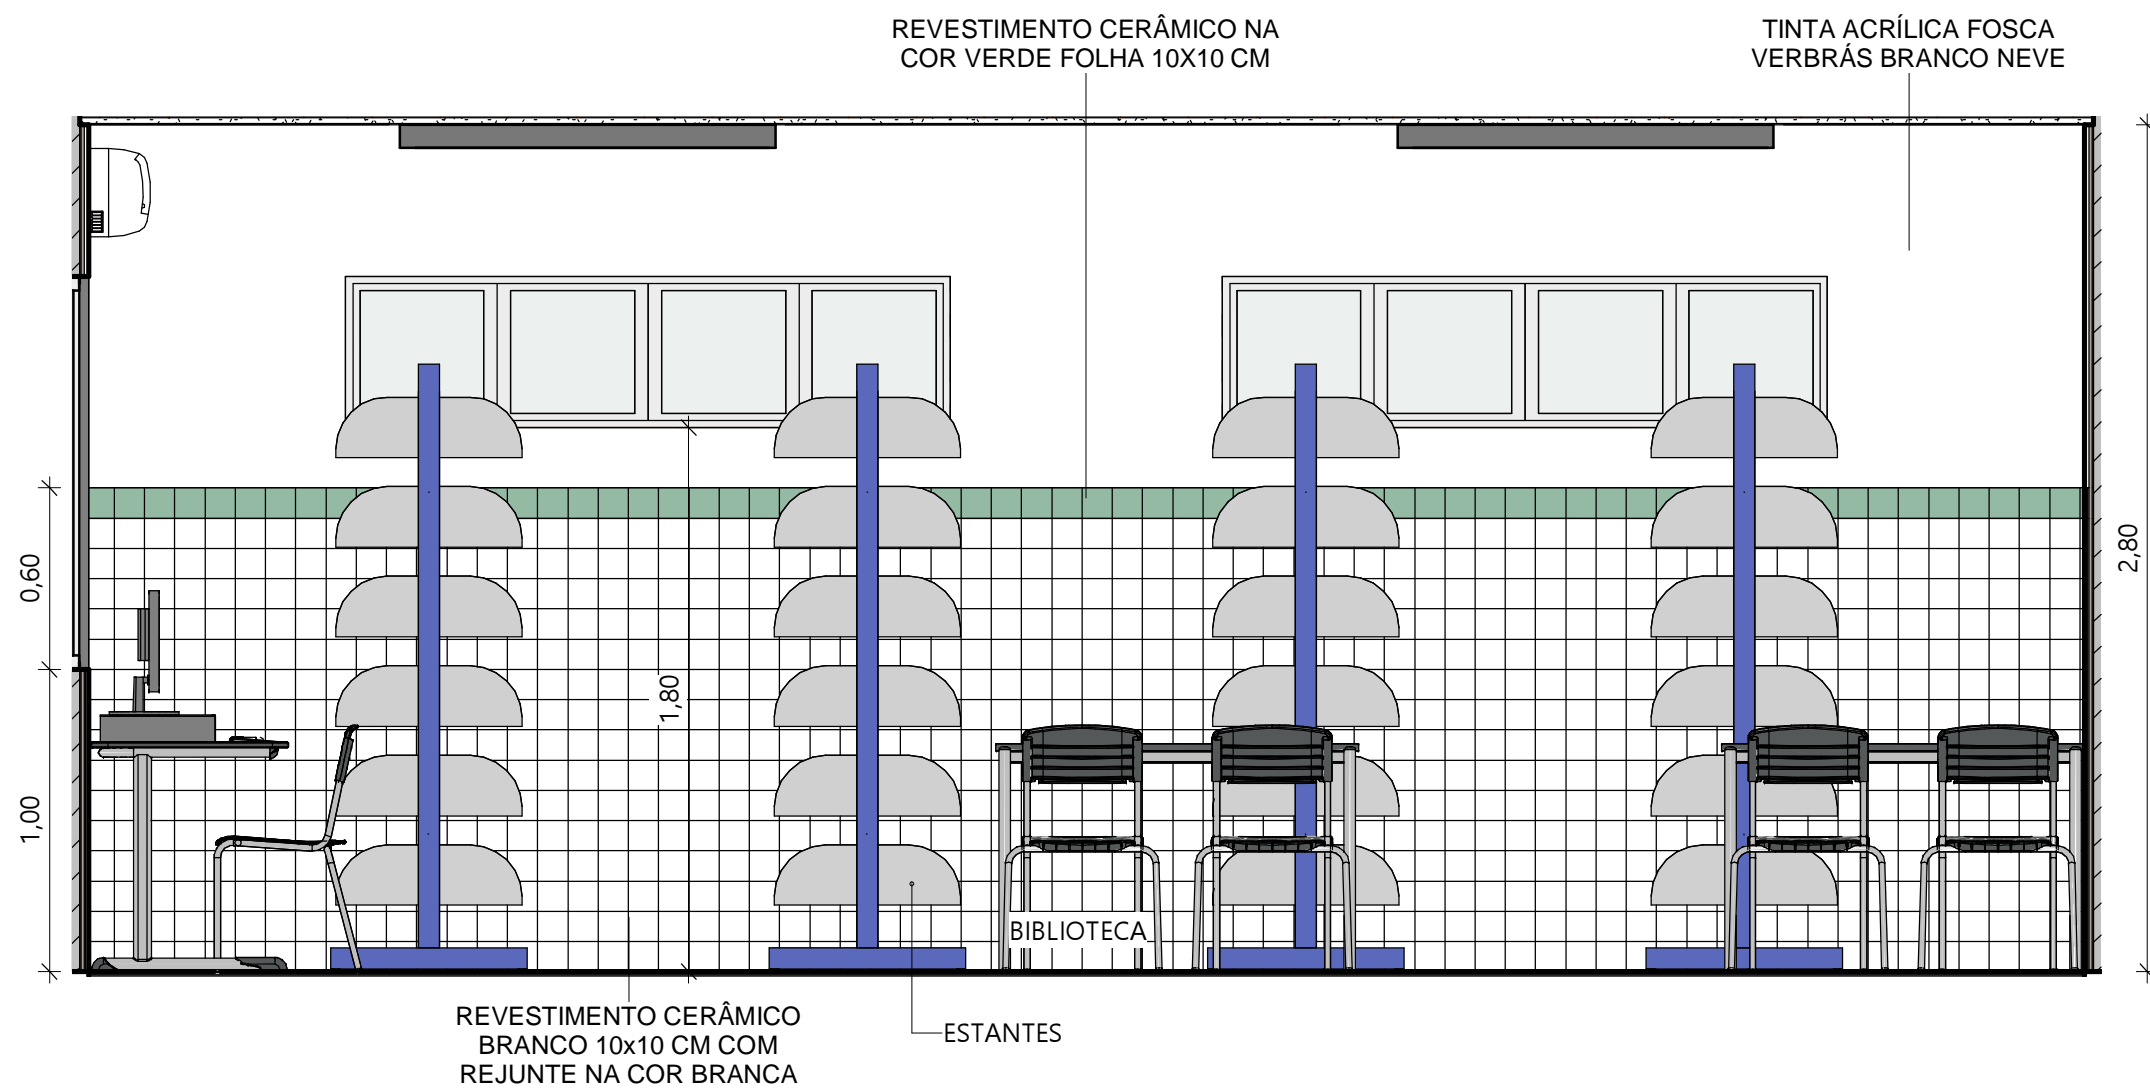 REVESTIMENTO CERÂMICO NA
COR VERDE FOLHA 10X10 CM
TINTA ACRÍLICA FOSCA
VERBRÁS BRANCO NEVE
0,60
1,00
1,80
2,80
BIBLIOTECA
REVESTIMENTO CERÂMICO
BRANCO 10x10 CM COM
REJUNTE NA COR BRANCA
ESTANTES